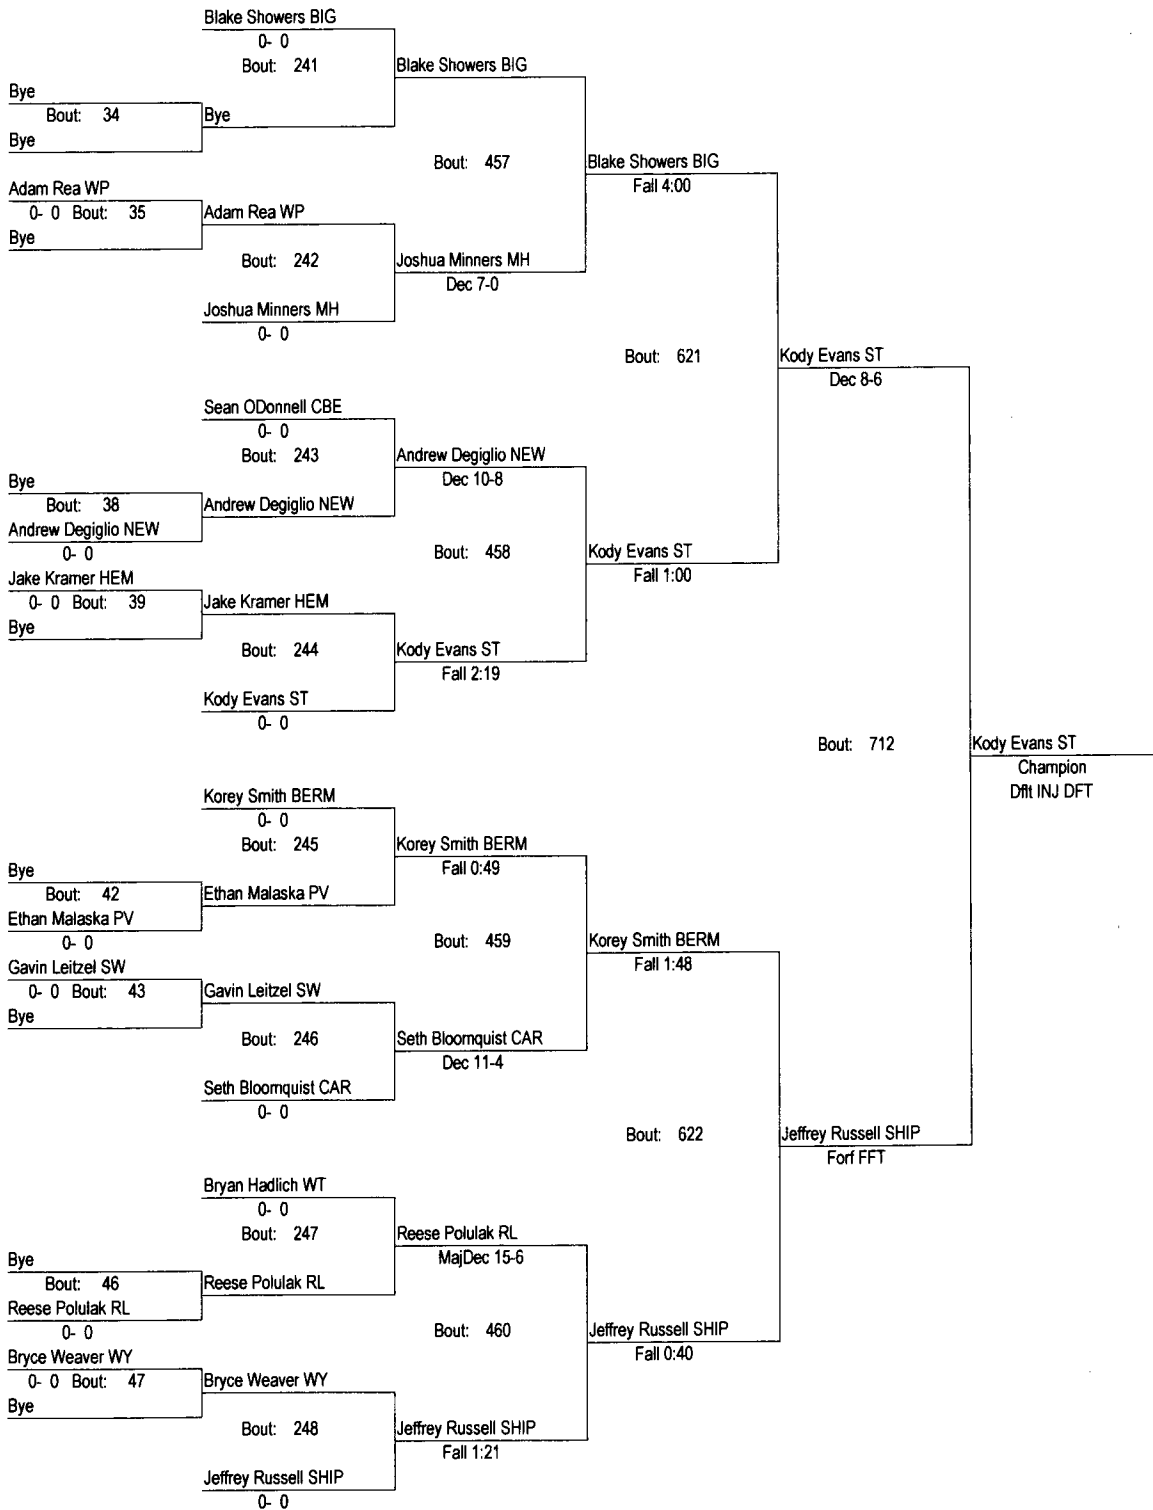 Blake Showers BIG
0- 0
Bout: 241
Blake Showers BIG
Bye
Bout: 34
Bye
Bye
Bout: 457
Blake Showers BIG
Fall 4:00
Adam Rea WP
0- 0 Bout: 35
Adam Rea WP
Bye
Bout: 242
Joshua Minners MH
Dec 7-0
Joshua Minners MH
0- 0
Bout: 621
Kody Evans ST
Dec 8-6
Sean ODonnell CBE
0- 0
Bout: 243
Andrew Degiglio NEW
Dec 10-8
Bye
Bout: 38
Andrew Degiglio NEW
Andrew Degiglio NEW
0- 0
Bout: 458
Kody Evans ST
Fall 1:00
Jake Kramer HEM
0- 0 Bout: 39
Jake Kramer HEM
Bye
Bout: 244
Kody Evans ST
Fall 2:19
Kody Evans ST
0- 0
Bout: 712
Kody Evans ST
Champion
Dflt INJ DFT
Korey Smith BERM
0- 0
Bout: 245
Korey Smith BERM
Fall 0:49
Bye
Bout: 42
Ethan Malaska PV
Ethan Malaska PV
0- 0
Bout: 459
Korey Smith BERM
Fall 1:48
Gavin Leitzel SW
0- 0 Bout: 43
Gavin Leitzel SW
Bye
Bout: 246
Seth Bloomquist CAR
Dec 11-4
Seth Bloomquist CAR
0- 0
Bout: 622
Jeffrey Russell SHIP
Forf FFT
Bryan Hadlich WT
0- 0
Bout: 247
Reese Polulak RL
MajDec 15-6
Bye
Bout: 46
Reese Polulak RL
Reese Polulak RL
0- 0
Bout: 460
Jeffrey Russell SHIP
Fall 0:40
Bryce Weaver WY
0- 0 Bout: 47
Bryce Weaver WY
Bye
Bout: 248
Jeffrey Russell SHIP
Fall 1:21
Jeffrey Russell SHIP
0- 0